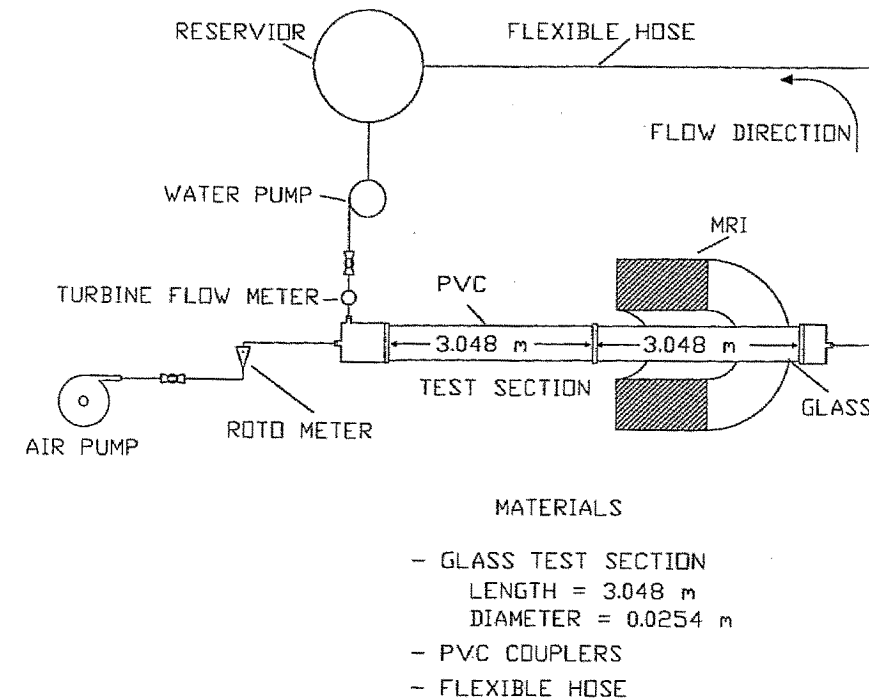 RESERVIOR
FLEXIBLE HOSE
FLOW DIRECTION
WATER PUMP
MRI
TURBINE FLOW METER
PVC
3.048 m
3.048 m
TEST SECTION
GLASS
ROTO METER
AIR PUMP
MATERIALS
- GLASS TEST SECTION
LENGTH = 3.048 m
DIAMETER = 0.0254 m
- PVC COUPLERS
- FLEXIBLE HOSE